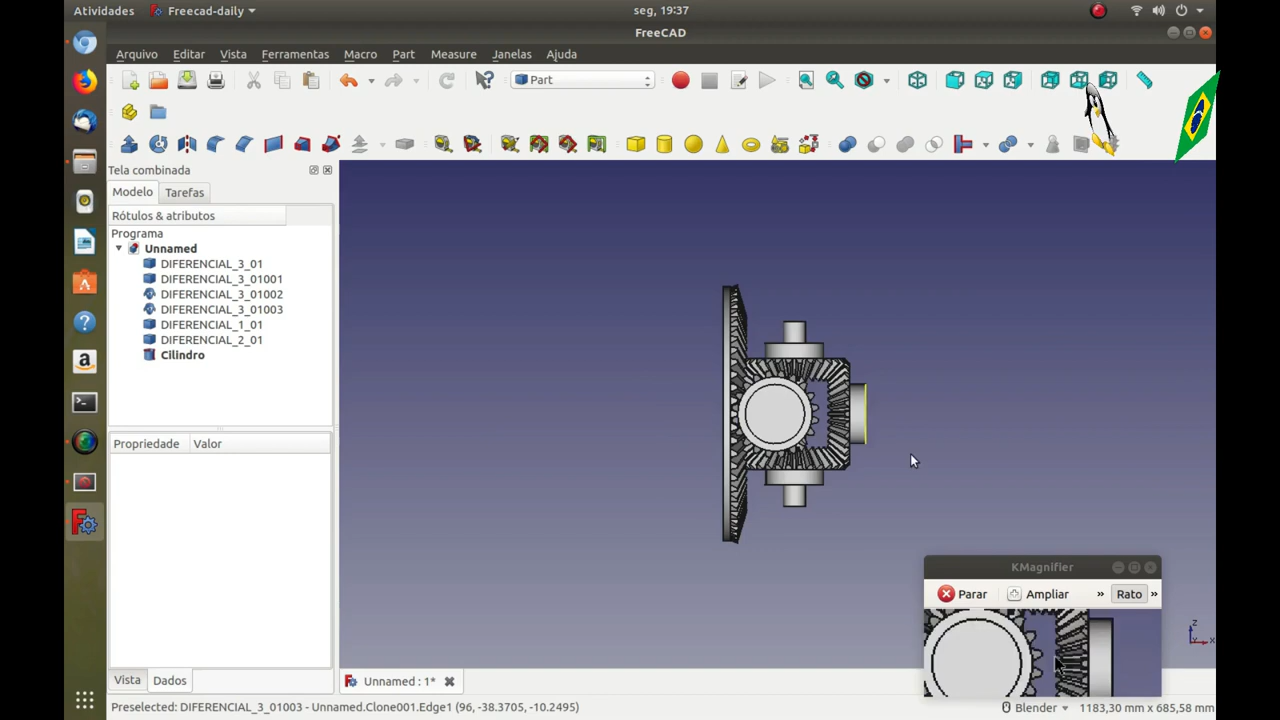 Atividades
Freecad-daily
seg, 19:37
FreeCAD
Arquivo Editar Vista Ferramentas Macro Part Measure Janelas Ajuda
Part
Tela combinada
Modelo Tarefas
Rótulos & atributos
Programa
Unnamed
DIFERENCIAL_3_01
DIFERENCIAL_3_01001
DIFERENCIAL_3_01002
DIFERENCIAL_3_01003
DIFERENCIAL_1_01
DIFERENCIAL_2_01
Cilindro
Propriedade Valor
KMagnifier
Parar Ampliar » Rato »
Z
X
Vista Dados
Unnamed : 1*
Preselected: DIFERENCIAL_3_01003 - Unnamed.Clone001.Edge1 (96, -38.3705, -10.2495)
Blender
1183,30 mm x 685,58 mm